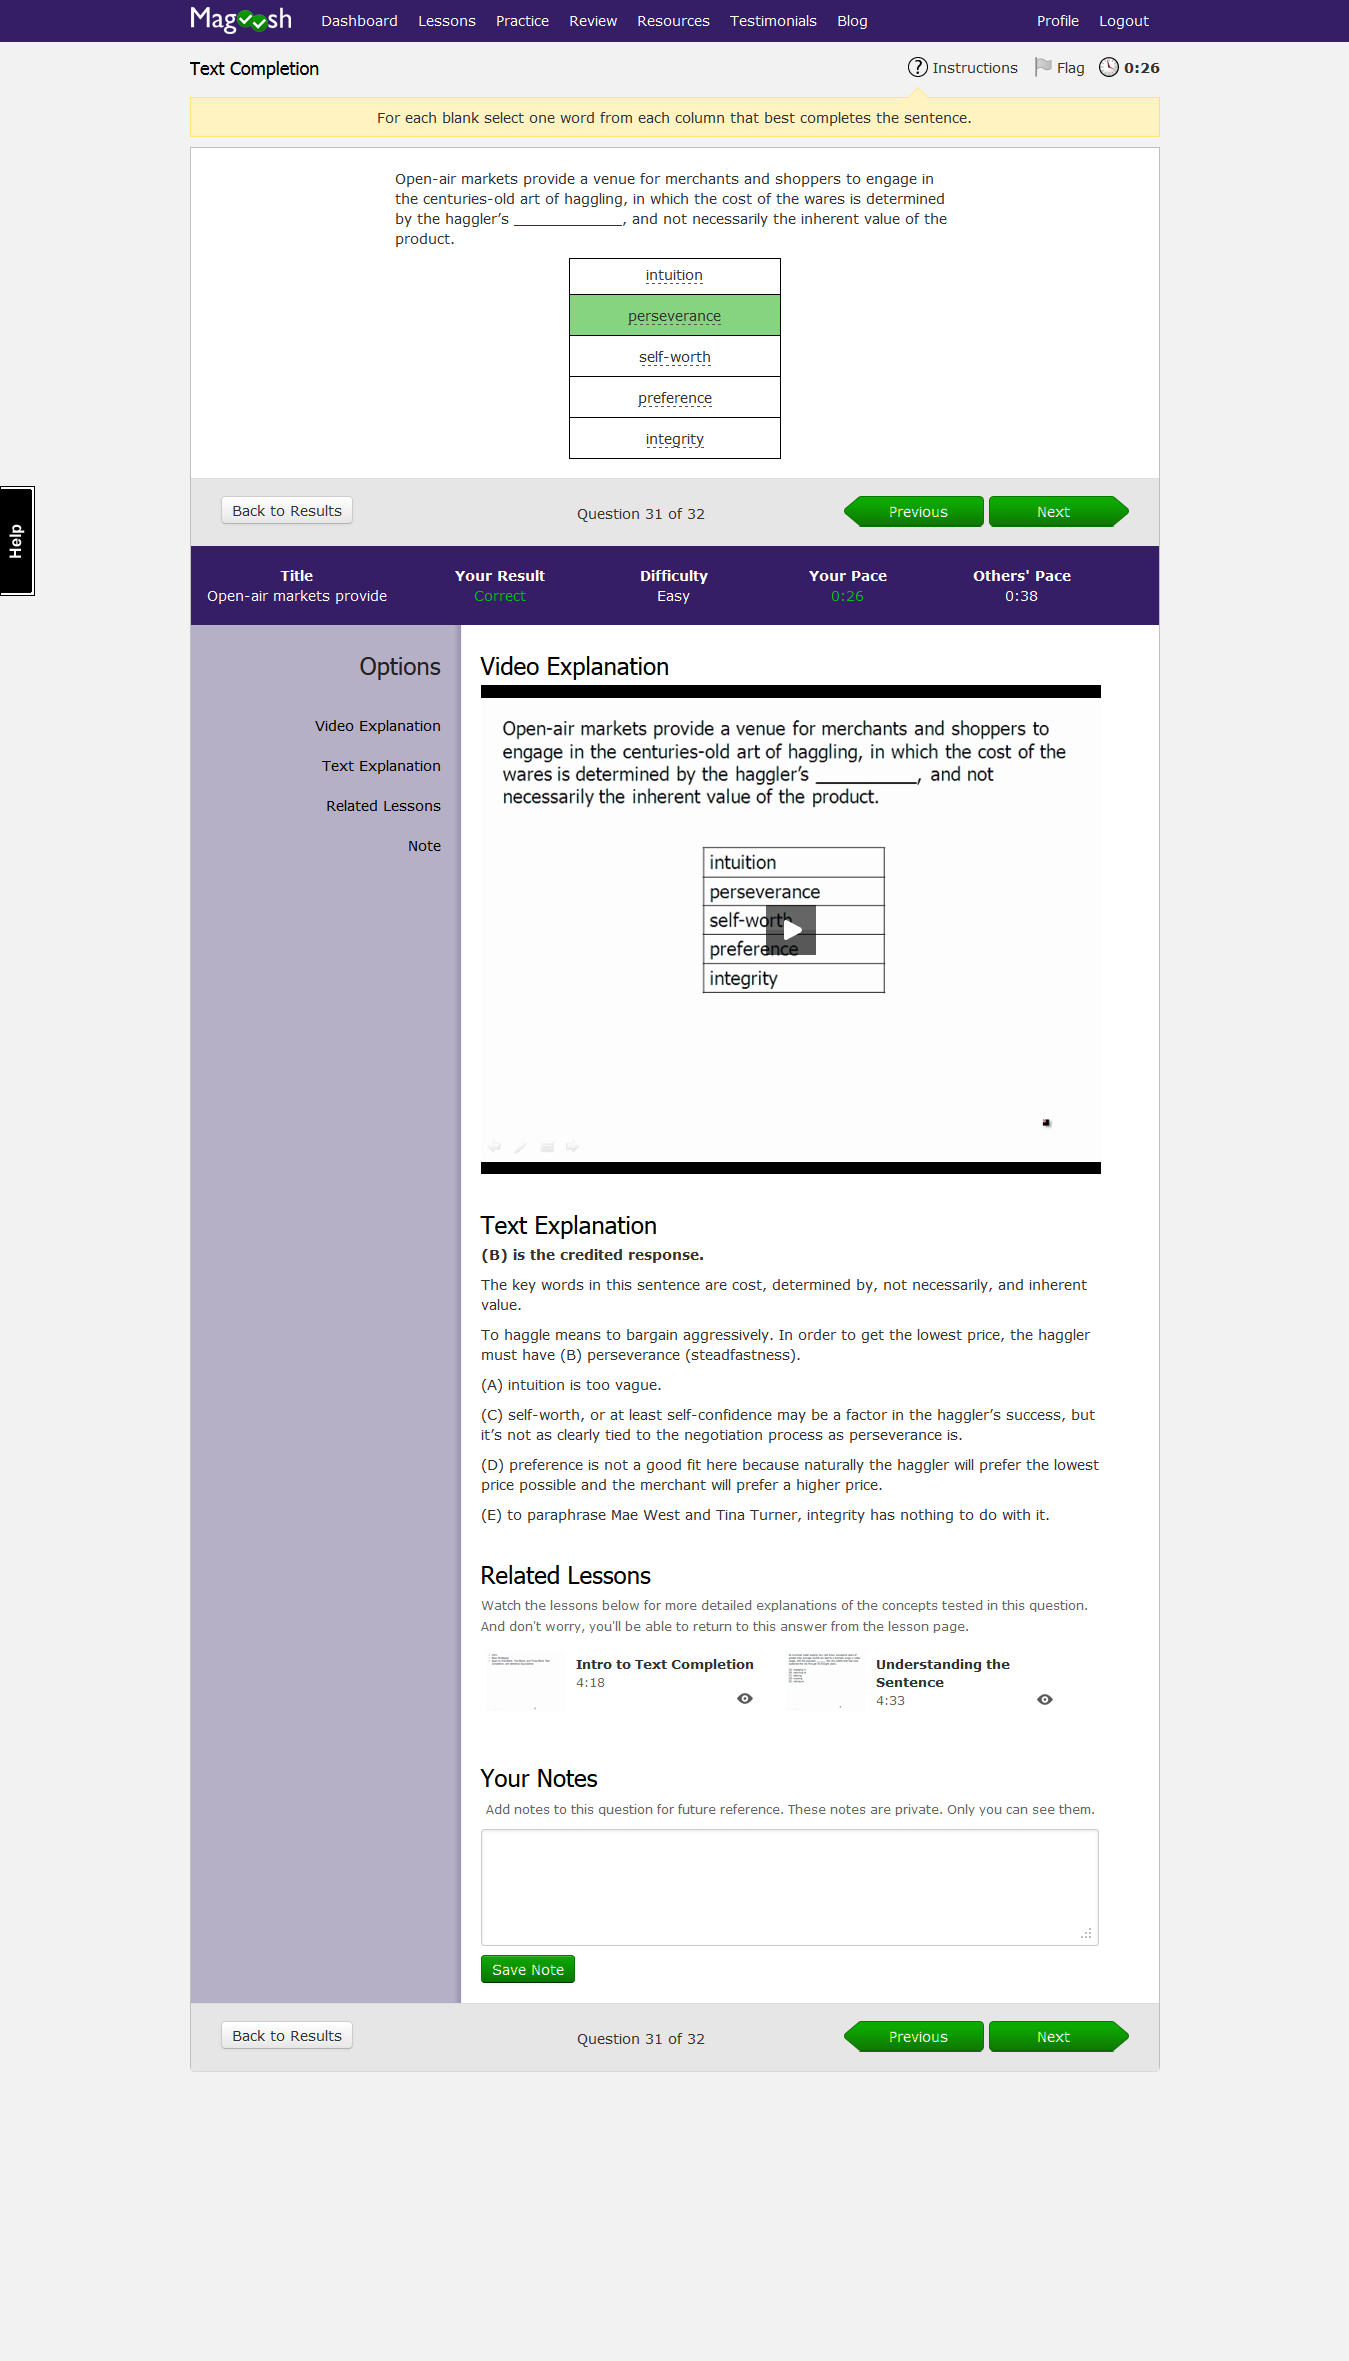 Magoosh Dashboard Lessons Practice Review Resources Testimonials Blog Profile Logout
Text Completion
? Instructions Flag 0:26
For each blank select one word from each column that best completes the sentence.
Open-air markets provide a venue for merchants and shoppers to engage in
the centuries-old art of haggling, in which the cost of the wares is determined
by the haggler’s ______________, and not necessarily the inherent value of the
product.
intuition
perseverance
self-worth
preference
integrity
Help
Back to Results Question 31 of 32 Previous Next
Title Your Result Difficulty Your Pace Others' Pace
Open-air markets provide Correct Easy 0:26 0:38
Options
Video Explanation
Text Explanation
Related Lessons
Note
Video Explanation
Open-air markets provide a venue for merchants and shoppers to
engage in the centuries-old art of haggling, in which the cost of the
wares is determined by the haggler’s __________, and not
necessarily the inherent value of the product.
intuition
perseverance
self-worth
preference
integrity
Text Explanation
(B) is the credited response.
The key words in this sentence are cost, determined by, not necessarily, and inherent
value.
To haggle means to bargain aggressively. In order to get the lowest price, the haggler
must have (B) perseverance (steadfastness).
(A) intuition is too vague.
(C) self-worth, or at least self-confidence may be a factor in the haggler’s success, but
it’s not as clearly tied to the negotiation process as perseverance is.
(D) preference is not a good fit here because naturally the haggler will prefer the lowest
price possible and the merchant will prefer a higher price.
(E) to paraphrase Mae West and Tina Turner, integrity has nothing to do with it.
Related Lessons
Watch the lessons below for more detailed explanations of the concepts tested in this question.
And don't worry, you'll be able to return to this answer from the lesson page.
Intro to Text Completion
4:18
Understanding the
Sentence
4:33
Your Notes
Add notes to this question for future reference. These notes are private. Only you can see them.
Save Note
Back to Results Question 31 of 32 Previous Next